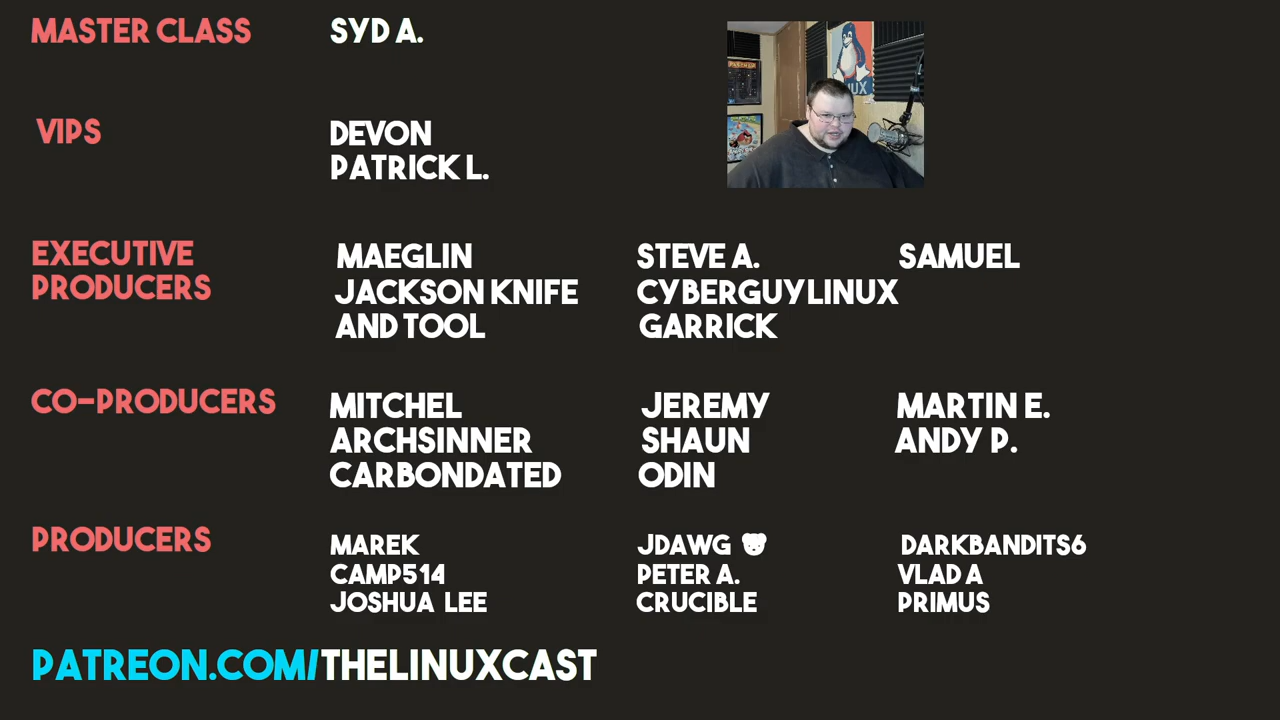 MASTER CLASS SYD A.
VIPS DEVON
PATRICK L.
EXECUTIVE PRODUCERS
MAEGLIN STEVE A. SAMUEL
JACKSON KNIFE CYBERGUYLINUX
AND TOOL GARRICK
CO-PRODUCERS MITCHEL JEREMY MARTIN E.
ARCHSINNER SHAUN ANDY P.
CARBONDATED ODIN
PRODUCERS MAREK JDAWG DARKBANDITS6
CAMP514 PETER A. VLAD A
JOSHUA LEE CRUCIBLE PRIMUS
PATREON.COM/THELINUXCAST